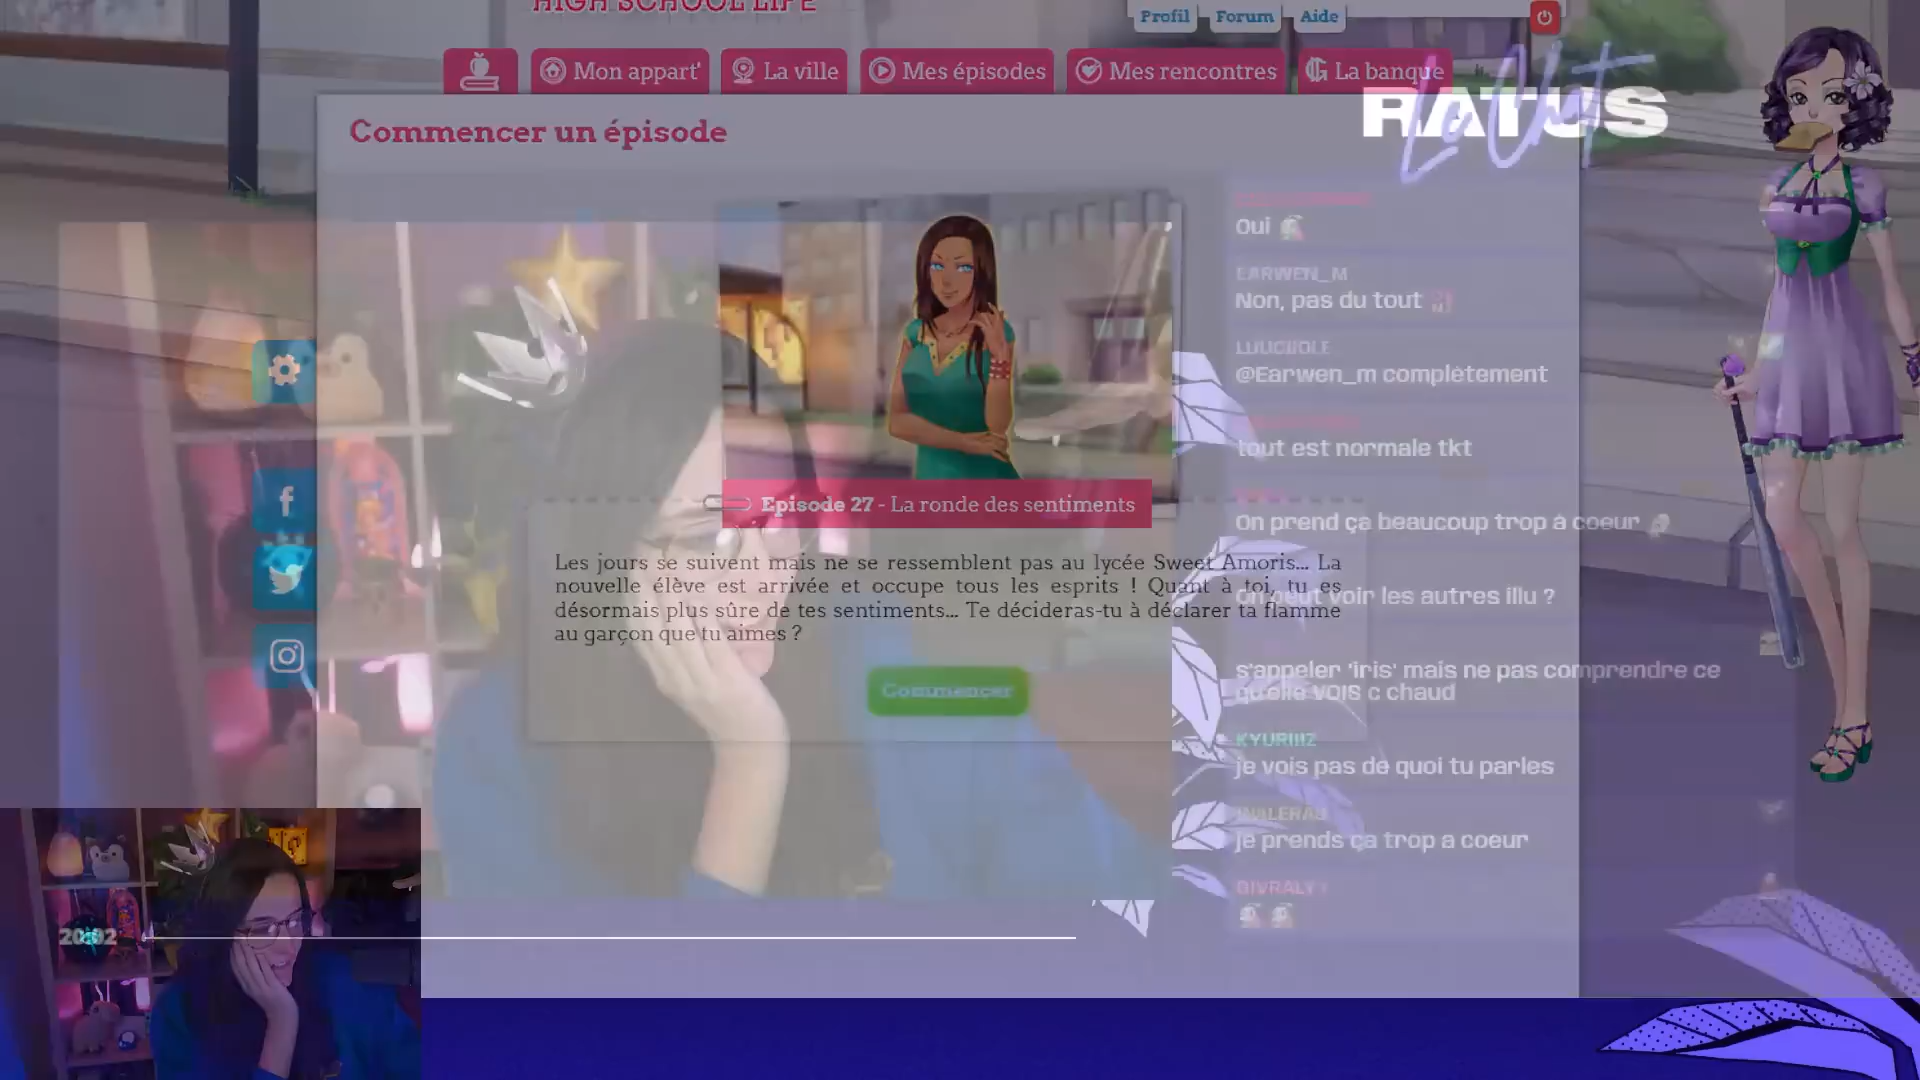 HIGH SCHOOL LIFE
Profil
Forum
Aide
Mon appart'
La ville
Mes épisodes
Mes rencontres
La banque
RATUS
Le Chat
Commencer un épisode
Oui
EARWEN_M
Non, pas du tout
@Earwen_m complètement
tout est normale tkt
Episode 27 - La ronde des sentiments
On prend ça beaucoup trop à coeur
Les jours se suivent mais ne se ressemblent pas au lycée Sweet Amoris... La
nouvelle élève est arrivée et occupe tous les esprits ! Quant à toi, tu es
désormais plus sûre de tes sentiments... Te décideras-tu à déclarer ta flamme
au garçon que tu aimes ?
On peut voir les autres illu ?
Commencer
s'appeler 'iris' mais ne pas comprendre ce
qu'elle VOIS c chaud
KYURIIIZ
je vois pas de quoi tu parles
je prends ça trop a coeur
20:02